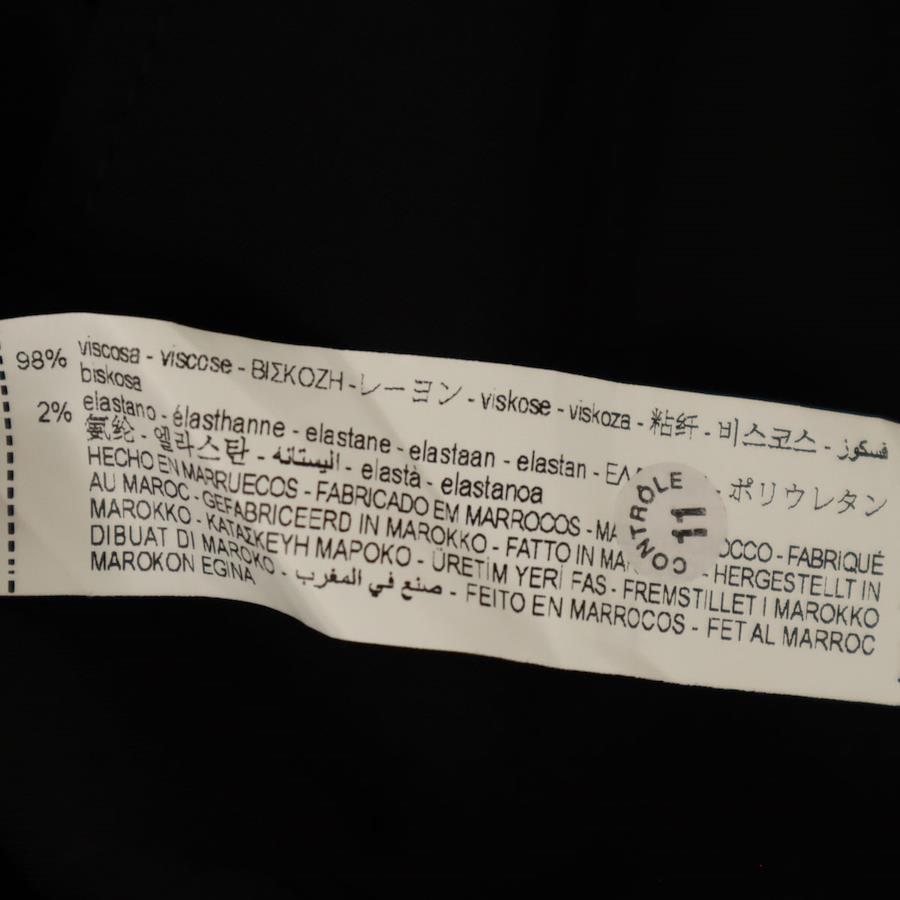 98% viscosa - viscose - ΒΙΣΚΟΖΗ - レーヨン - viskose - viskoza - 粘纤 - 비스코스 - فسكوز
biskosa
2% elastano - élasthanne - elastane - elastaan - elastan - ポリウレタン
氨纶 - 엘라스탄 - اليستانه - elastà - elastanoa
HECHO EN MARRUECOS - FABRICADO EM MARROCOS - FABRIQUÉ
AU MAROC - GEFABRICEERD IN MAROKKO - FATTO IN - HERGESTELLT IN
MAROKKO - ΚΑΤΑΣΚΕΥΗ ΜΑΡΟΚΟ - ÜRETİM YERİ FAS - FREMSTILLET I MAROKKO
DIBUAT DI MAROKO - صنع في المغرب - FEITO EN MARROCOS - FET AL MARROC
MAROKON EGINA
CONTRÔLE
11